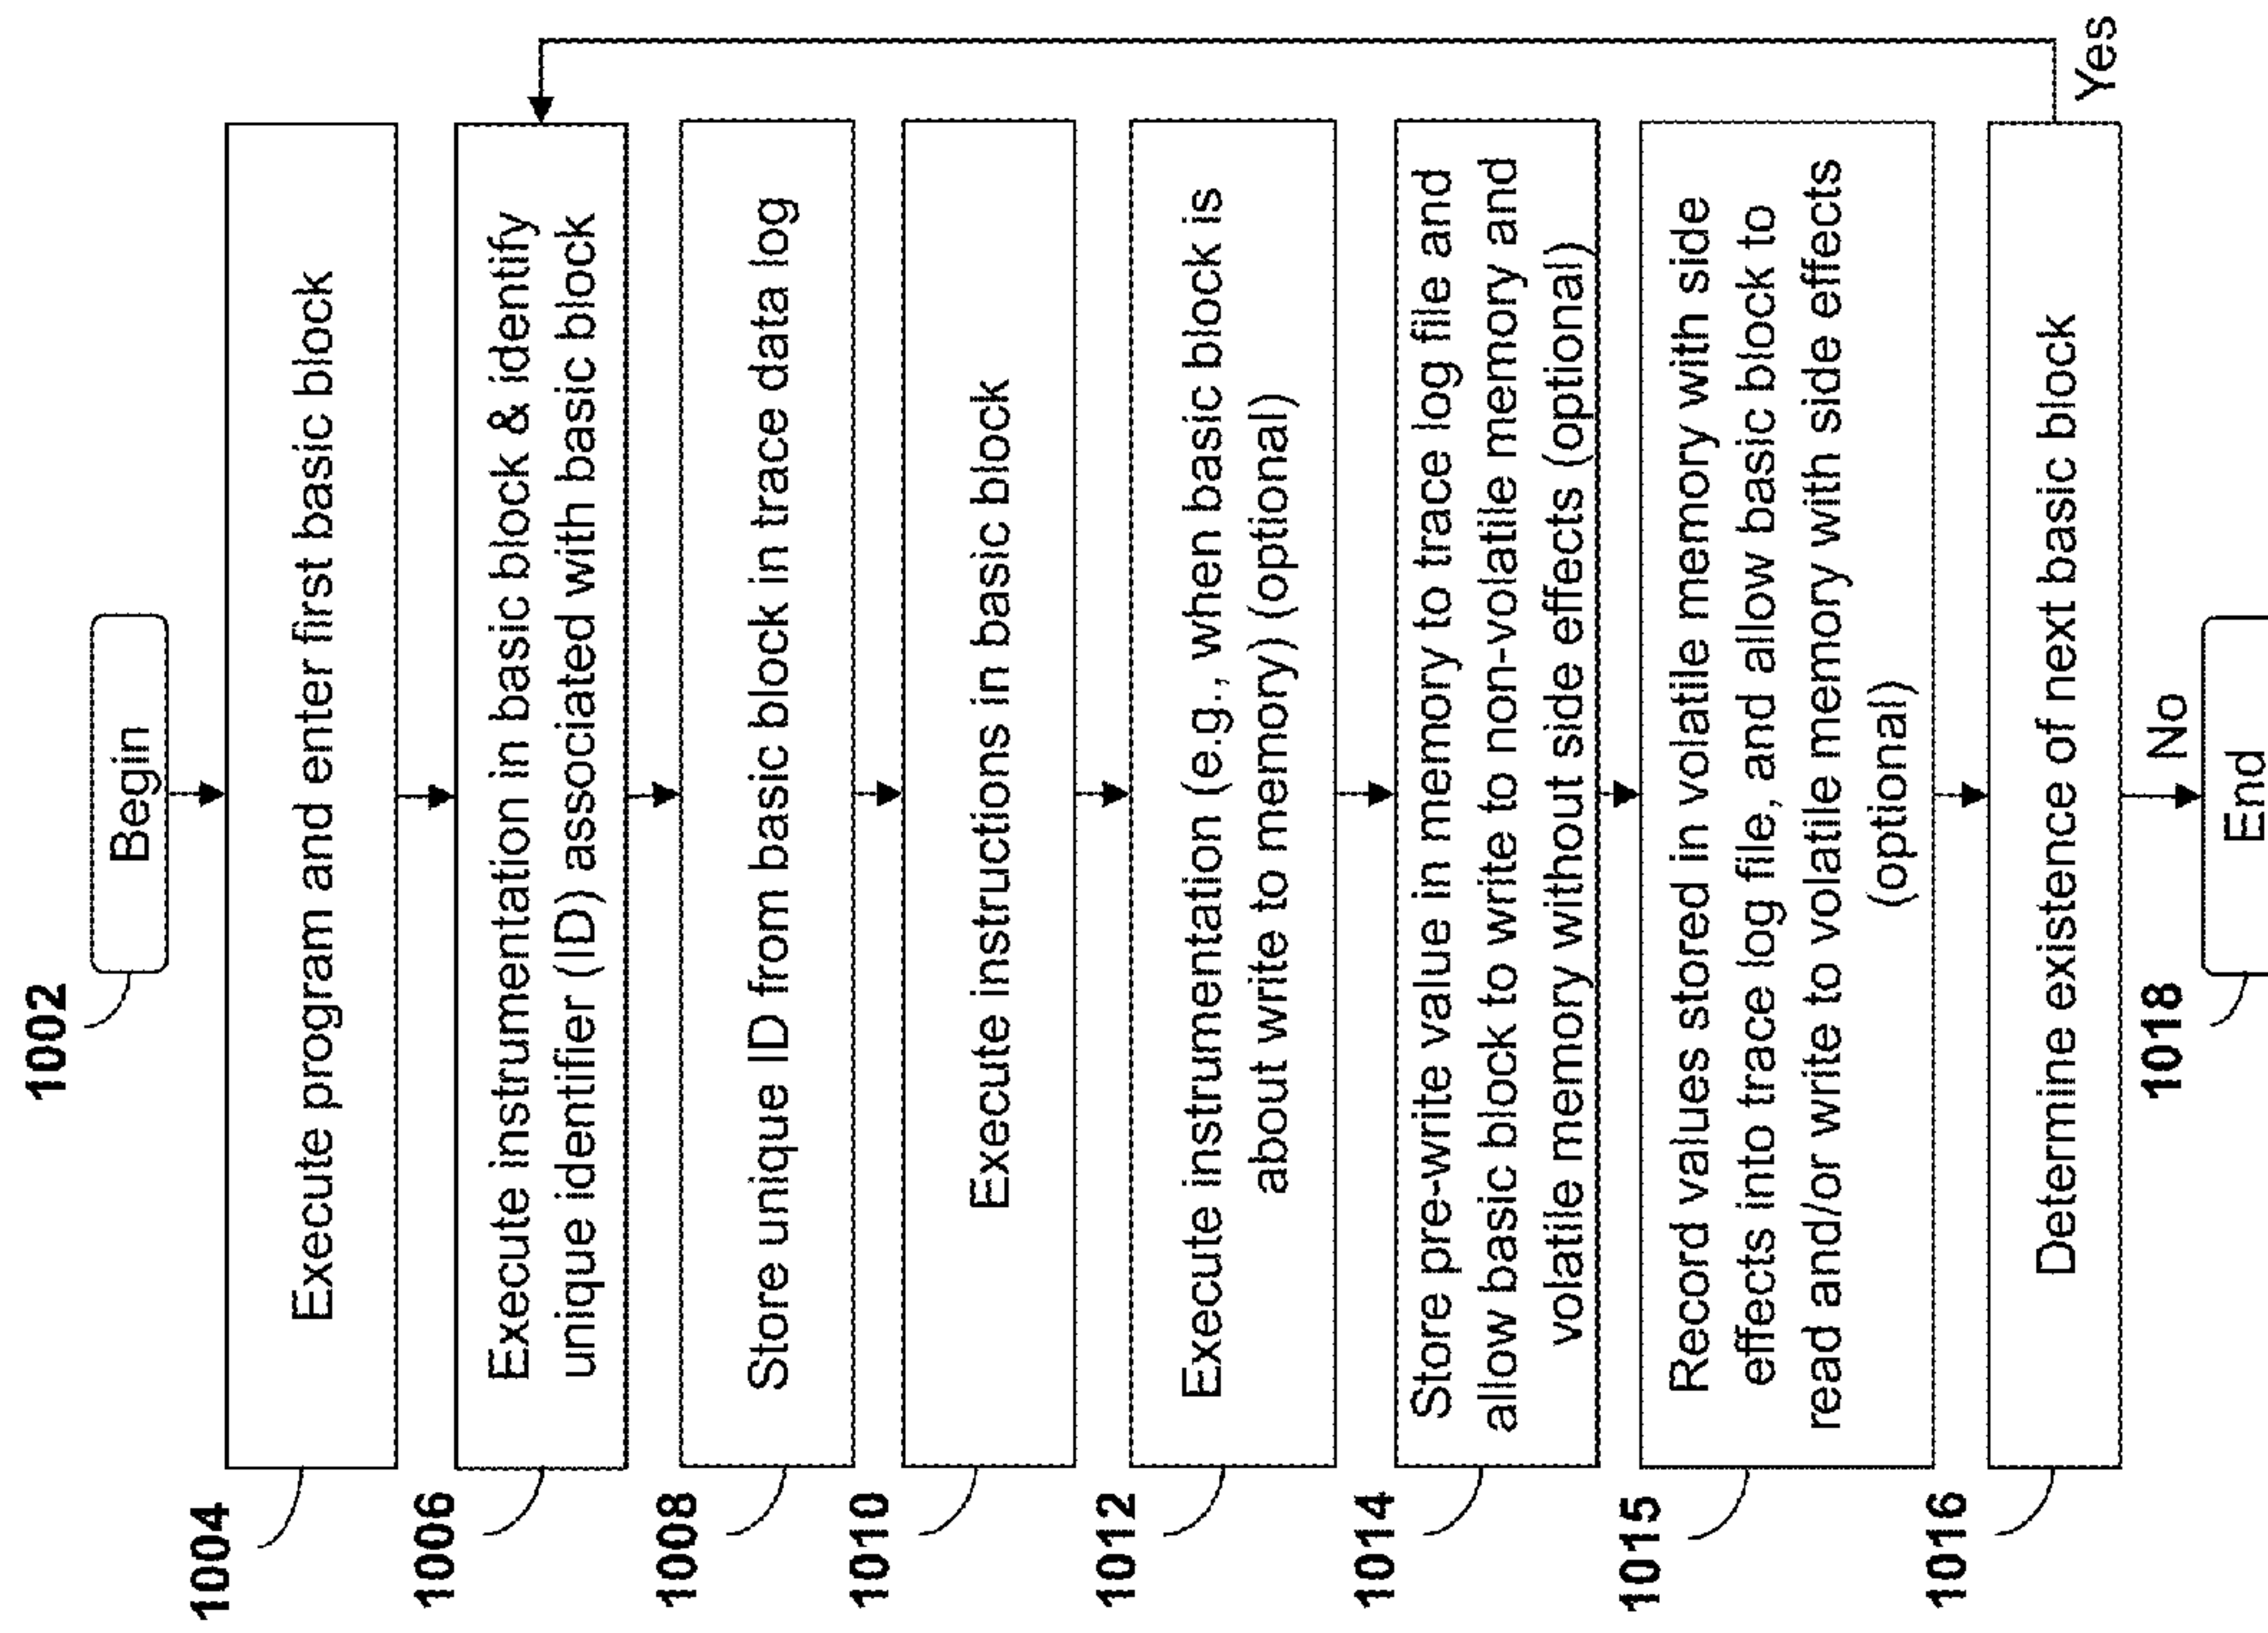 1002
Begin
1004
Execute program and enter first basic block
1006
Execute instrumentation in basic block & identify
unique identifier (ID) associated with basic block
1008
Store unique ID from basic block in trace data log
1010
Execute instructions in basic block
1012
Execute instrumentation (e.g., when basic block is
about write to memory) (optional)
1014
Store pre-write value in memory to trace log file and
allow basic block to write to non-volatile memory and
volatile memory without side effects (optional)
1015
Record values stored in volatile memory with side
effects into trace log file, and allow basic block to
read and/or write to volatile memory with side effects
(optional)
1016
Determine existence of next basic block
Yes
No
1018
End